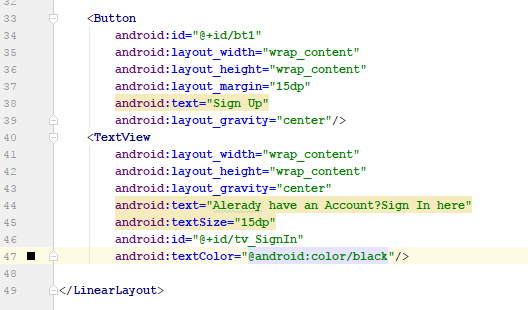 32
33 <Button
34 android:id="@+id/bt1"
35 android:layout_width="wrap_content"
36 android:layout_height="wrap_content"
37 android:layout_margin="15dp"
38 android:text="Sign Up"
39 android:layout_gravity="center"/>
40 <TextView
41 android:layout_width="wrap_content"
42 android:layout_height="wrap_content"
43 android:layout_gravity="center"
44 android:text="Alerady have an Account?Sign In here"
45 android:textSize="15dp"
46 android:id="@+id/tv_SignIn"
47 android:textColor="@android:color/black"/>
48
49 </LinearLayout>